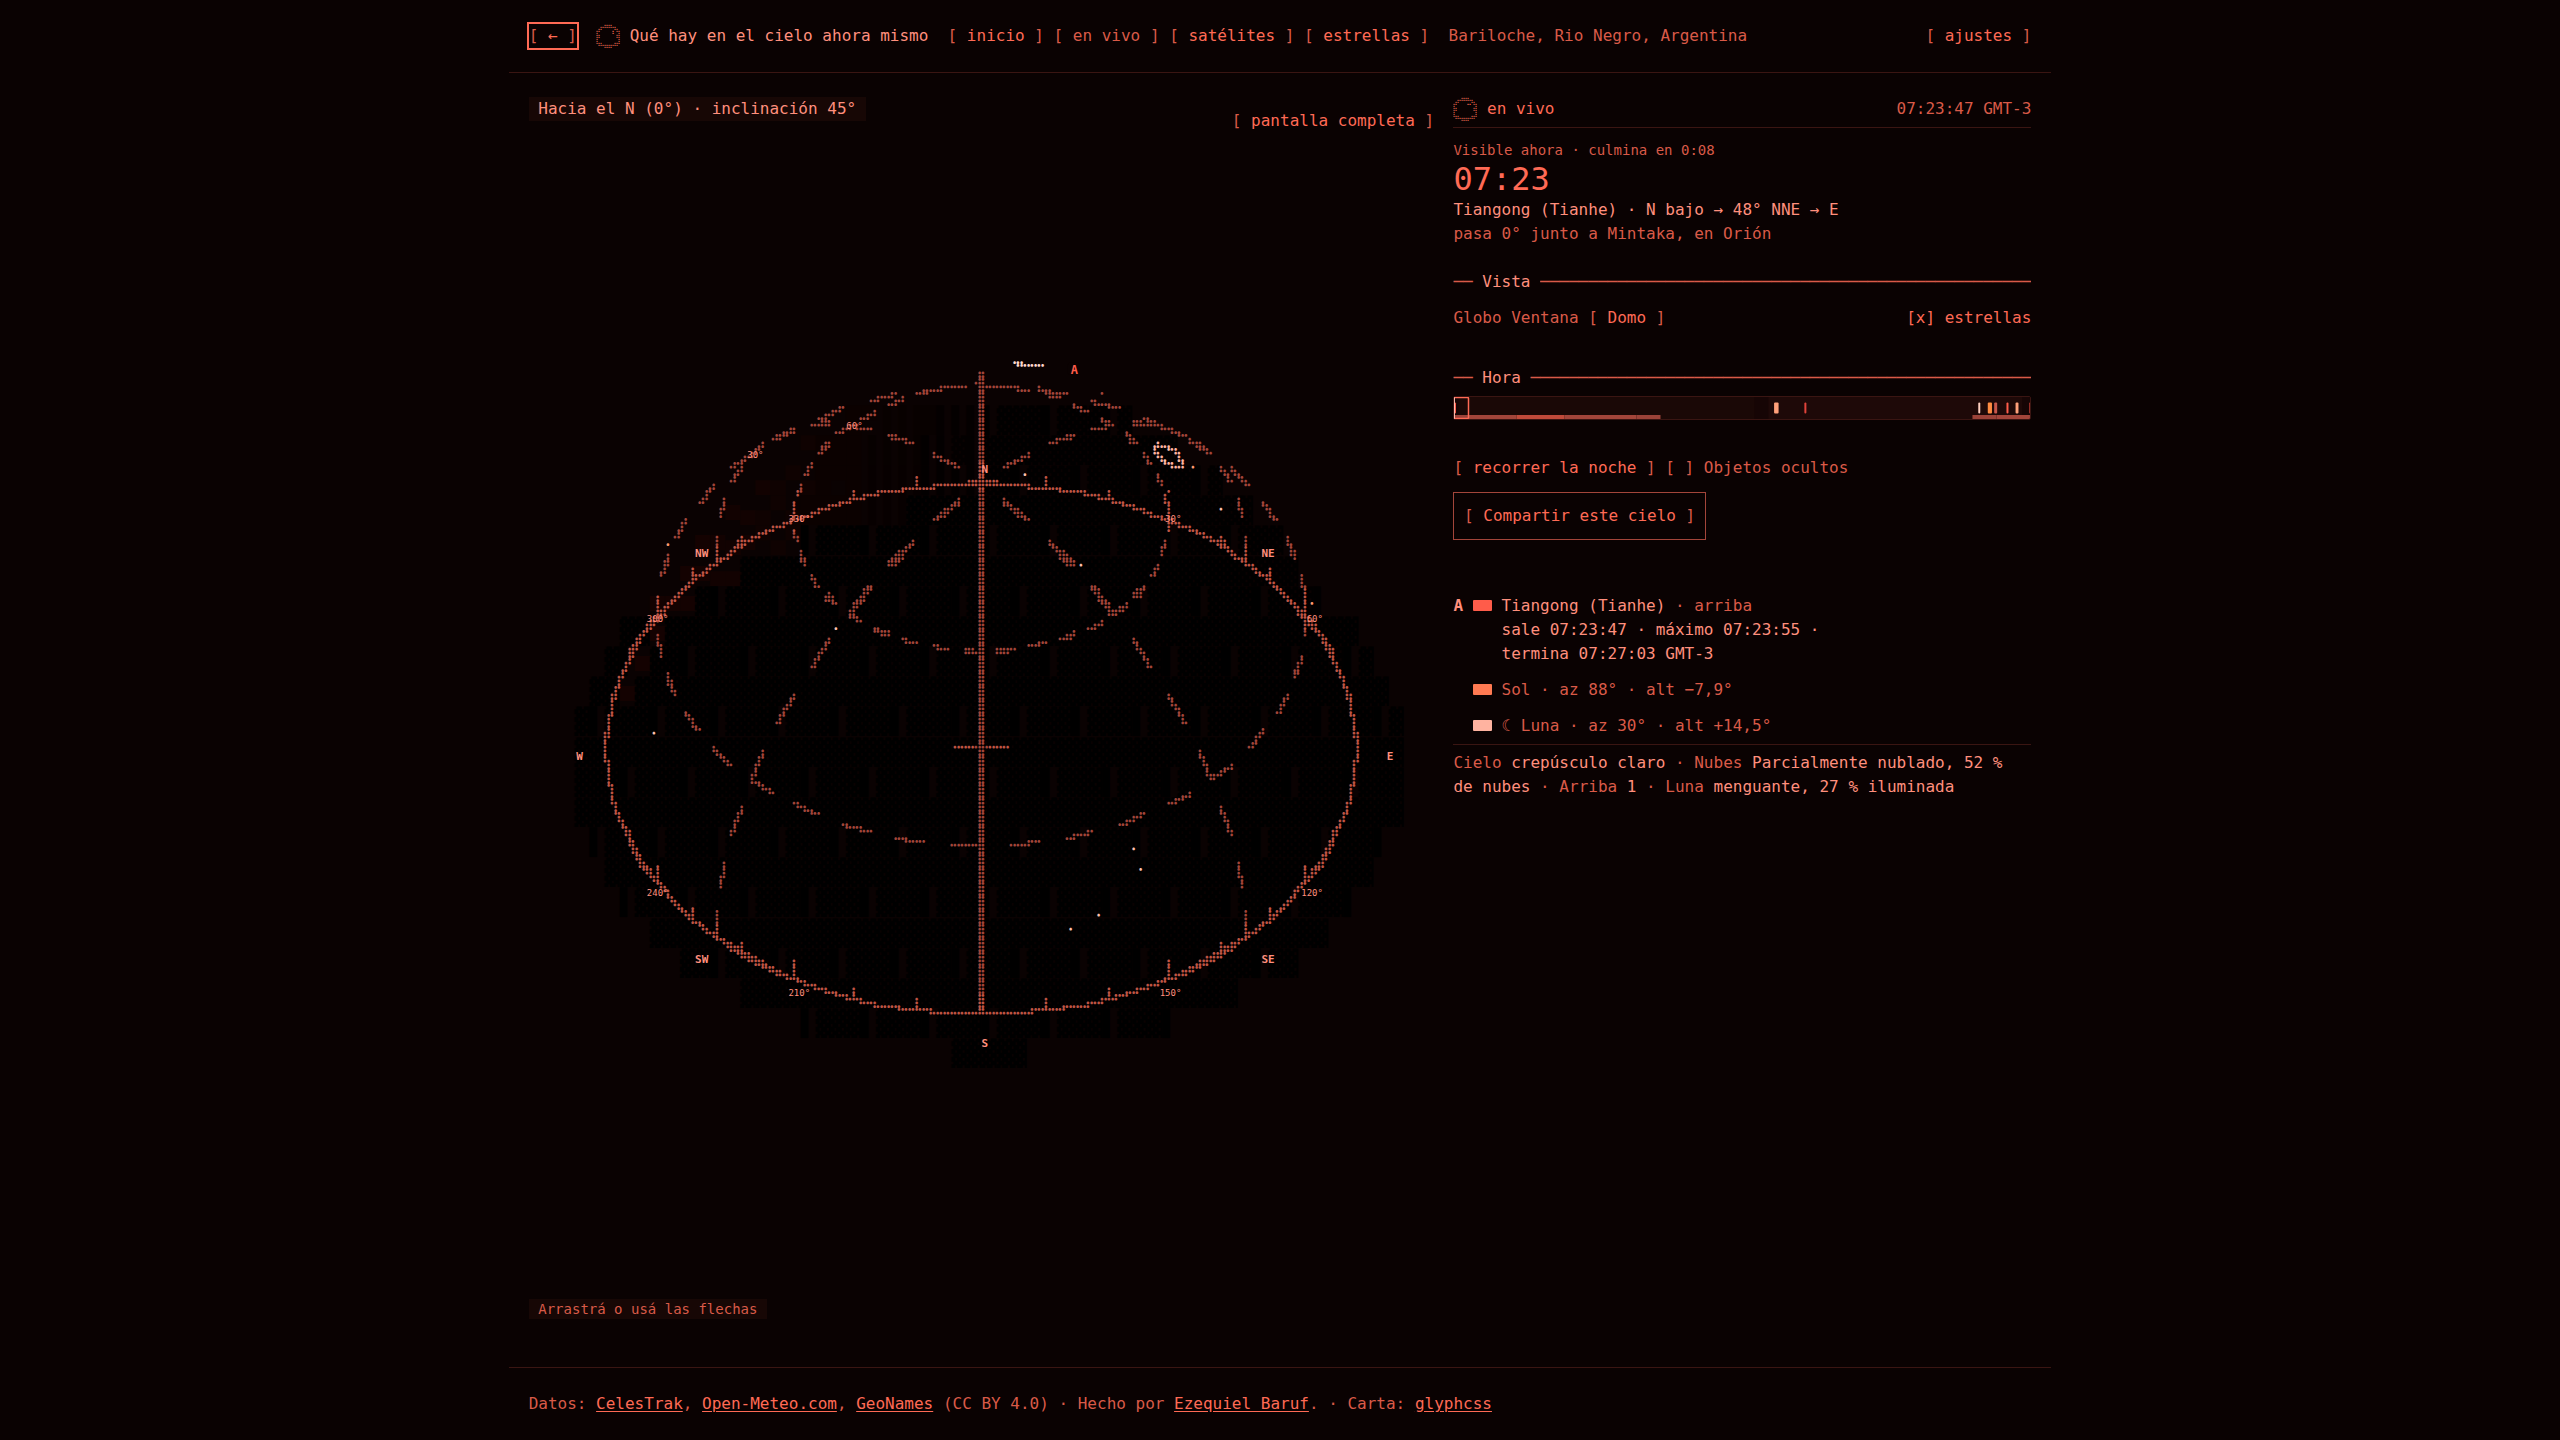 [ ← ] Qué hay en el cielo ahora mismo [ inicio ] [ en vivo ] [ satélites ] [ estrellas ] Bariloche, Rio Negro, Argentina [ ajustes ]
Hacia el N (0°) · inclinación 45°
[ pantalla completa ]
A
60°
30°
N
330°
30°
NW
NE
300°
60°
W
E
240°
120°
SW
SE
210°
150°
S
Arrastrá o usá las flechas
en vivo 07:23:47 GMT-3
Visible ahora · culmina en 0:08
07:23
Tiangong (Tianhe) · N bajo → 48° NNE → E
pasa 0° junto a Mintaka, en Orión
Vista
Globo Ventana [ Domo ] [x] estrellas
Hora
[ recorrer la noche ] [ ] Objetos ocultos
[ Compartir este cielo ]
A Tiangong (Tianhe) · arriba
sale 07:23:47 · máximo 07:23:55 ·
termina 07:27:03 GMT-3
Sol · az 88° · alt −7,9°
☾ Luna · az 30° · alt +14,5°
Cielo crepúsculo claro · Nubes Parcialmente nublado, 52 %
de nubes · Arriba 1 · Luna menguante, 27 % iluminada
Datos: CelesTrak, Open-Meteo.com, GeoNames (CC BY 4.0) · Hecho por Ezequiel Baruf. · Carta: glyphcss